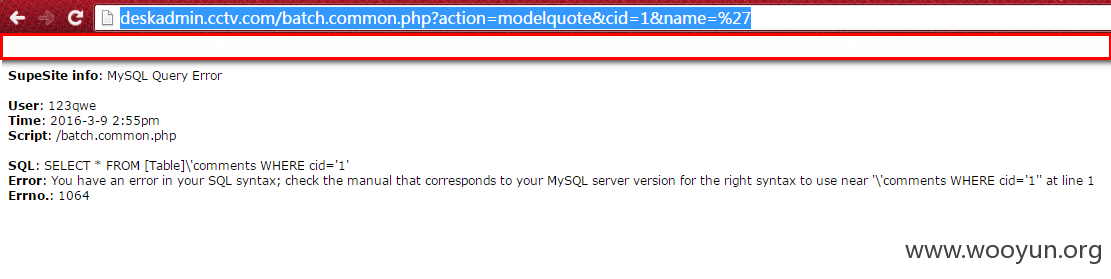 deskadmin.cctv.com/batch.common.php?action=modelquote&cid=1&name=%27
SupeSite info: MySQL Query Error
User: 123qwe
Time: 2016-3-9 2:55pm
Script: /batch.common.php
SQL: SELECT * FROM [Table]\'comments WHERE cid='1'
Error: You have an error in your SQL syntax; check the manual that corresponds to your MySQL server version for the right syntax to use near '\'comments WHERE cid='1'' at line 1
Errno.: 1064
www.wooyun.org